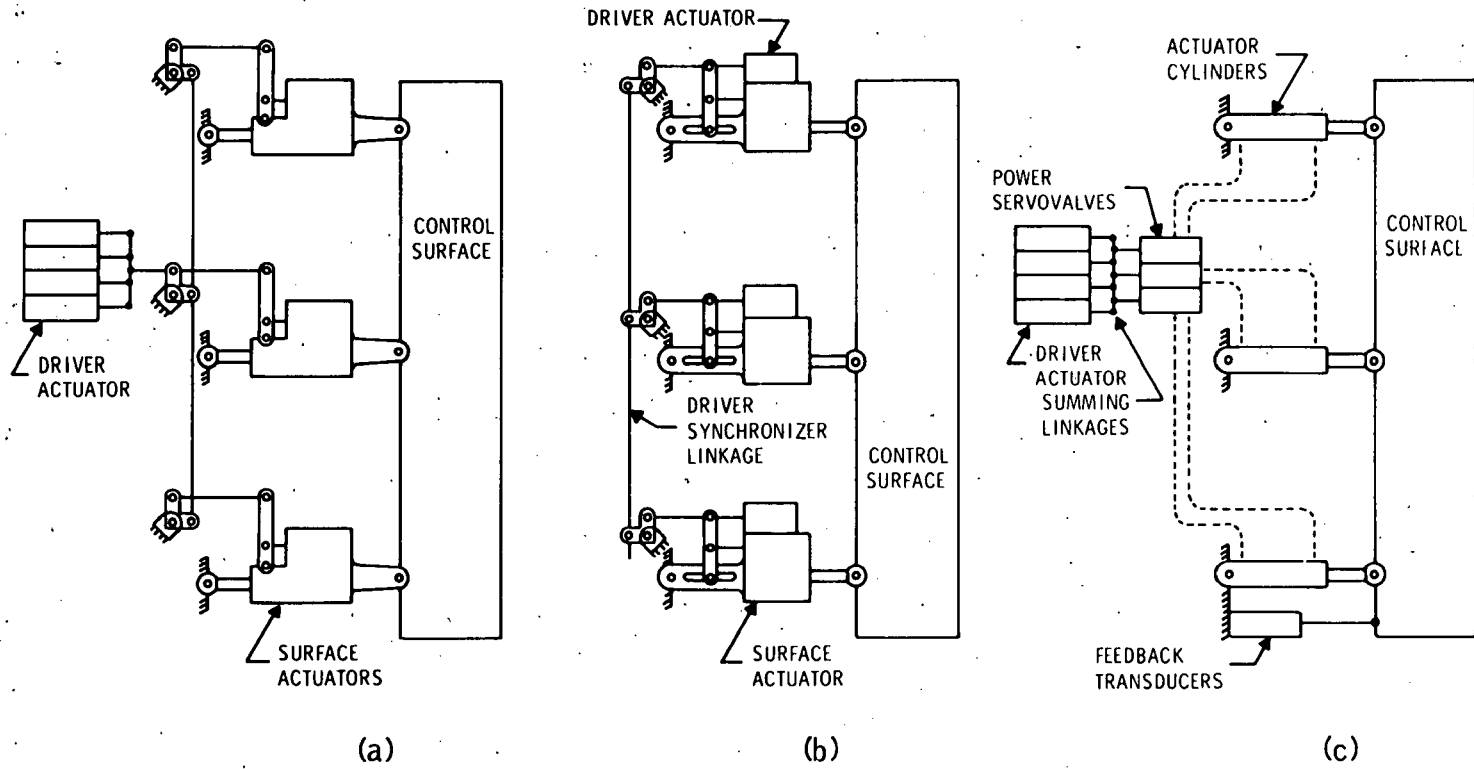 DRIVER
ACTUATOR
CONTROL
SURFACE
SURFACE
ACTUATORS
(a)
DRIVER ACTUATOR
DRIVER
SYNCHRONIZER
LINKAGE
CONTROL
SURFACE
SURFACE
ACTUATOR
(b)
ACTUATOR
CYLINDERS
POWER
SERVOVALVES
CONTROL
SURFACE
DRIVER
ACTUATOR
SUMMING
LINKAGES
FEEDBACK
TRANSDUCERS
(c)